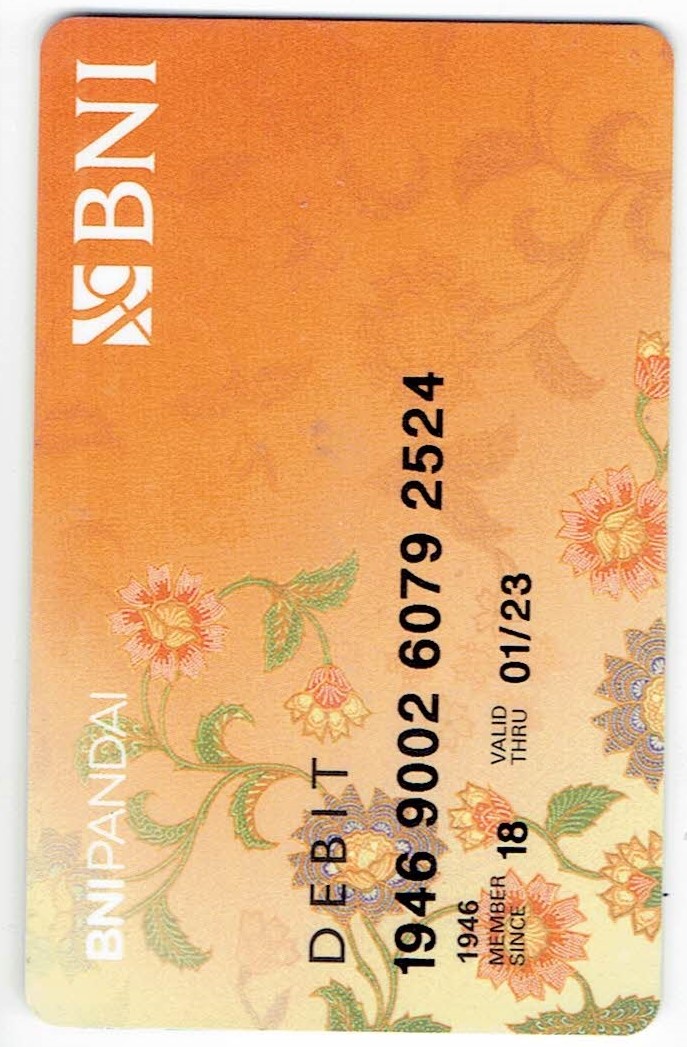 BNI PANDAI
BNI
DEBIT
1946 9002 6079 2524
1946
MEMBER SINCE 18 VALID THRU 01/23